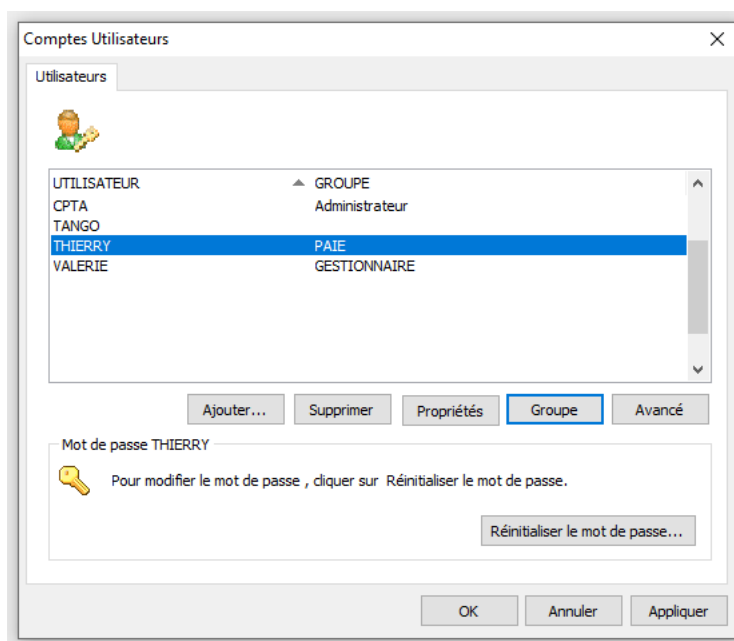 Comptes Utilisateurs
Utilisateurs
UTILISATEUR GROUPE
CPTA Administrateur
TANGO
THIERRY PAIE
VALERIE GESTIONNAIRE
Ajouter... Supprimer Propriétés Groupe Avancé
Mot de passe THIERRY
Pour modifier le mot de passe , cliquer sur Réinitialiser le mot de passe.
Réinitialiser le mot de passe...
OK Annuler Appliquer